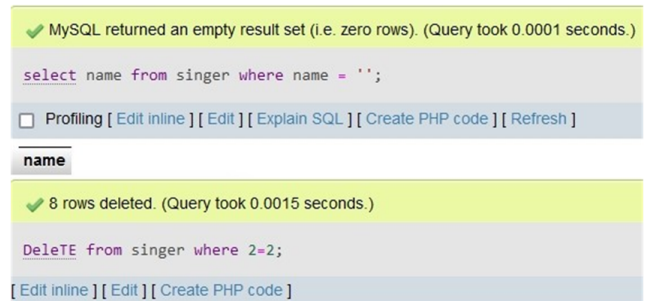 MySQL returned an empty result set (i.e. zero rows). (Query took 0.0001 seconds.)
select name from singer where name = '';
Profiling [ Edit inline ] [ Edit ] [ Explain SQL ] [ Create PHP code ] [ Refresh ]
name
8 rows deleted. (Query took 0.0015 seconds.)
DeleTE from singer where 2=2;
[ Edit inline ] [ Edit ] [ Create PHP code ]